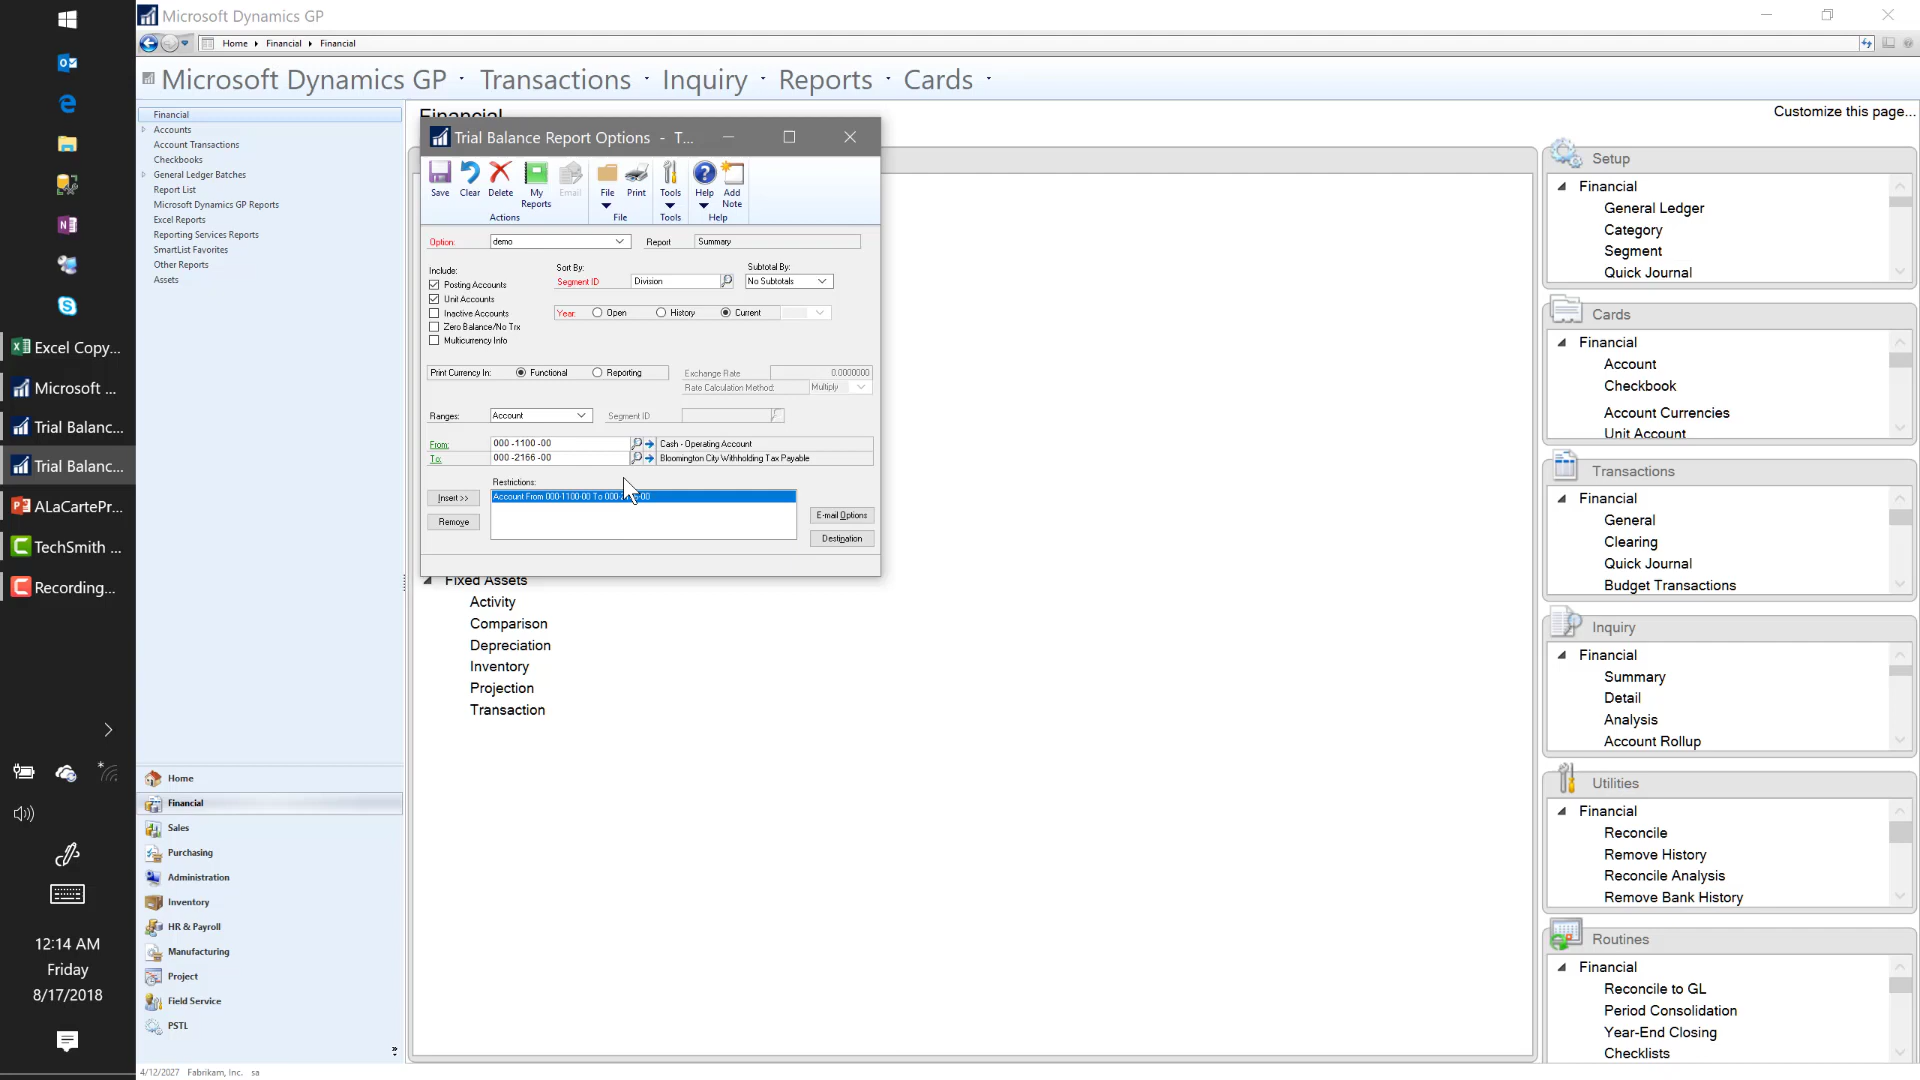 Microsoft Dynamics GP
Home
Financial
Financial
Microsoft Dynamics GP
Transactions
Inquiry
Reports
Cards
Customize this page...
Excel Copy...
Microsoft ...
Trial Balanc...
Trial Balanc...
ALaCartePr...
TechSmith ...
Recording...
12:14 AM
Friday
8/17/2018
Financial
Accounts
Account Transactions
Checkbooks
General Ledger Batches
Report List
Microsoft Dynamics GP Reports
Excel Reports
Reporting Services Reports
SmartList Favorites
Other Reports
Assets
Home
Financial
Sales
Purchasing
Administration
Inventory
HR & Payroll
Manufacturing
Project
Field Service
PSTL
4/12/2027 Fabrikam, Inc. sa
Financial
Trial Balance Report Options - T...
Save
Clear
Delete
My Reports
Email
File
Print
Tools
Help
Add Note
Actions
File
Tools
Help
Option:
demo
Report
Summary
Include:
Posting Accounts
Unit Accounts
Inactive Accounts
Zero Balance/No Trx
Multicurrency Info
Sort By:
Segment ID
Division
Subtotal By:
No Subtotals
Year:
Open
History
Current
Print Currency In:
Functional
Reporting
Exchange Rate
0.0000000
Rate Calculation Method:
Multiply
Ranges:
Account
Segment ID
From:
000 -1100 -00
Cash - Operating Account
To:
000 -2166 -00
Bloomington City Withholding Tax Payable
Restrictions:
Insert >>
Remove
Account From 000-1100-00 To
E-mail Options
Destination
Fixed Assets
Activity
Comparison
Depreciation
Inventory
Projection
Transaction
Setup
Financial
General Ledger
Category
Segment
Quick Journal
Cards
Financial
Account
Checkbook
Account Currencies
Unit Account
Transactions
Financial
General
Clearing
Quick Journal
Budget Transactions
Inquiry
Financial
Summary
Detail
Analysis
Account Rollup
Utilities
Financial
Reconcile
Remove History
Reconcile Analysis
Remove Bank History
Routines
Financial
Reconcile to GL
Period Consolidation
Year-End Closing
Checklists